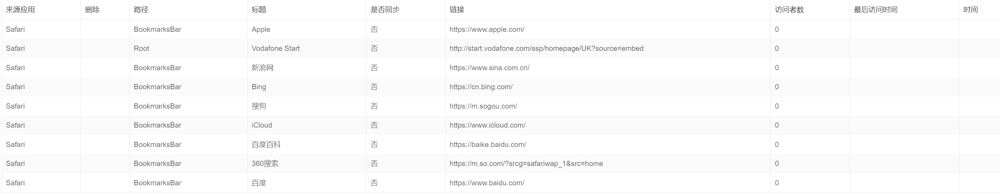 来源应用 删除 路径 标题 是否同步 链接 访问者数 最后访问时间 时间
Safari BookmarksBar Apple 否 https://www.apple.com/ 0
Safari Root Vodafone Start 否 http://start.vodafone.com/ssp/homepage/UK?source=embed 0
Safari BookmarksBar 新浪网 否 https://www.sina.com.cn/ 0
Safari BookmarksBar Bing 否 https://cn.bing.com/ 0
Safari BookmarksBar 搜狗 否 https://m.sogou.com/ 0
Safari BookmarksBar iCloud 否 https://www.icloud.com/ 0
Safari BookmarksBar 百度百科 否 https://baike.baidu.com/ 0
Safari BookmarksBar 360搜索 否 https://m.so.com/?srcg=safariwap_1&src=home 0
Safari BookmarksBar 百度 否 https://www.baidu.com/ 0